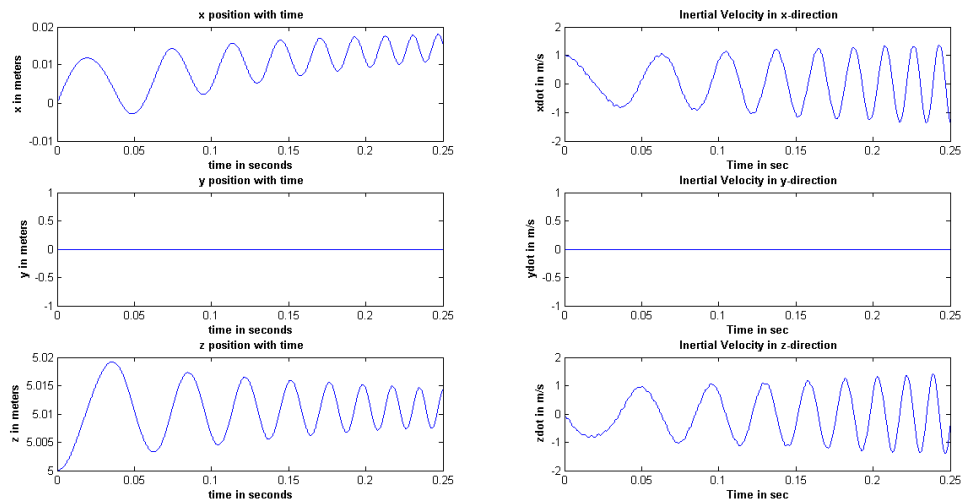 x position with time
0.02
0.01
0
-0.01
x in meters
0 0.05 0.1 0.15 0.2 0.25
time in seconds
Inertial Velocity in x-direction
2
1
0
-1
-2
xdot in m/s
0 0.05 0.1 0.15 0.2 0.25
Time in sec
y position with time
1
0.5
0
-0.5
-1
y in meters
0 0.05 0.1 0.15 0.2 0.25
time in seconds
Inertial Velocity in y-direction
1
0.5
0
-0.5
-1
ydot in m/s
0 0.05 0.1 0.15 0.2 0.25
Time in sec
z position with time
5.02
5.015
5.01
5.005
5
z in meters
0 0.05 0.1 0.15 0.2 0.25
time in seconds
Inertial Velocity in z-direction
2
1
0
-1
-2
zdot in m/s
0 0.05 0.1 0.15 0.2 0.25
Time in sec